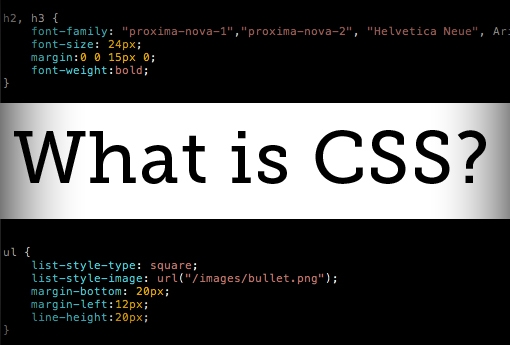 h2, h3 {
font-family: "proxima-nova-1","proxima-nova-2", "Helvetica Neue", Ari
font-size: 24px;
margin:0 0 15px 0;
font-weight:bold;
}
What is CSS?
ul {
list-style-type: square;
list-style-image: url("/images/bullet.png");
margin-bottom: 20px;
margin-left:12px;
line-height:20px;
}